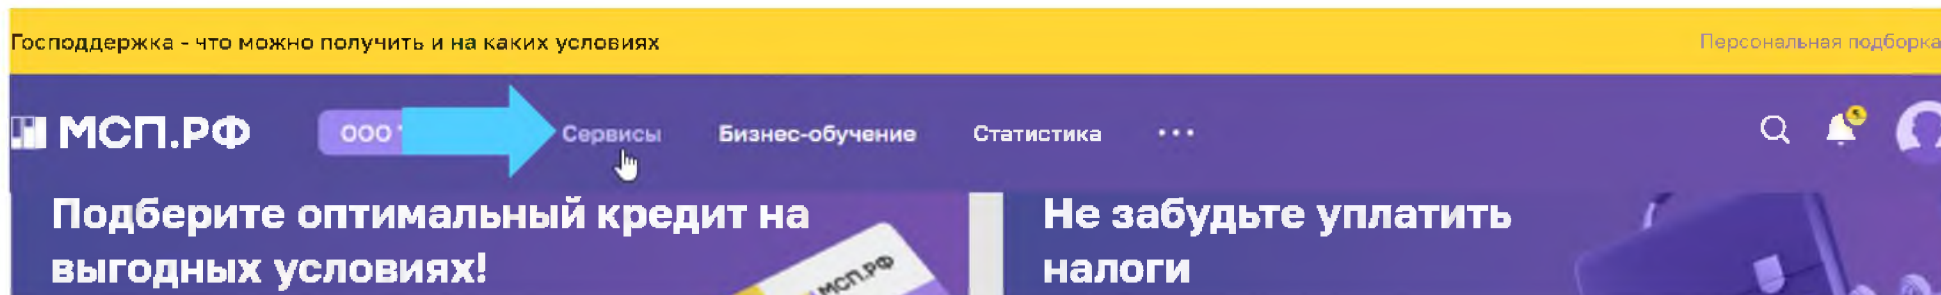 Господдержка - что можно получить и на каких условиях
Персональная подборка
МСП.РФ
ООО
Сервисы
Бизнес-обучение
Статистика
5
Подберите оптимальный кредит на
выгодных условиях!
МСП.РФ
Не забудьте уплатить
налоги